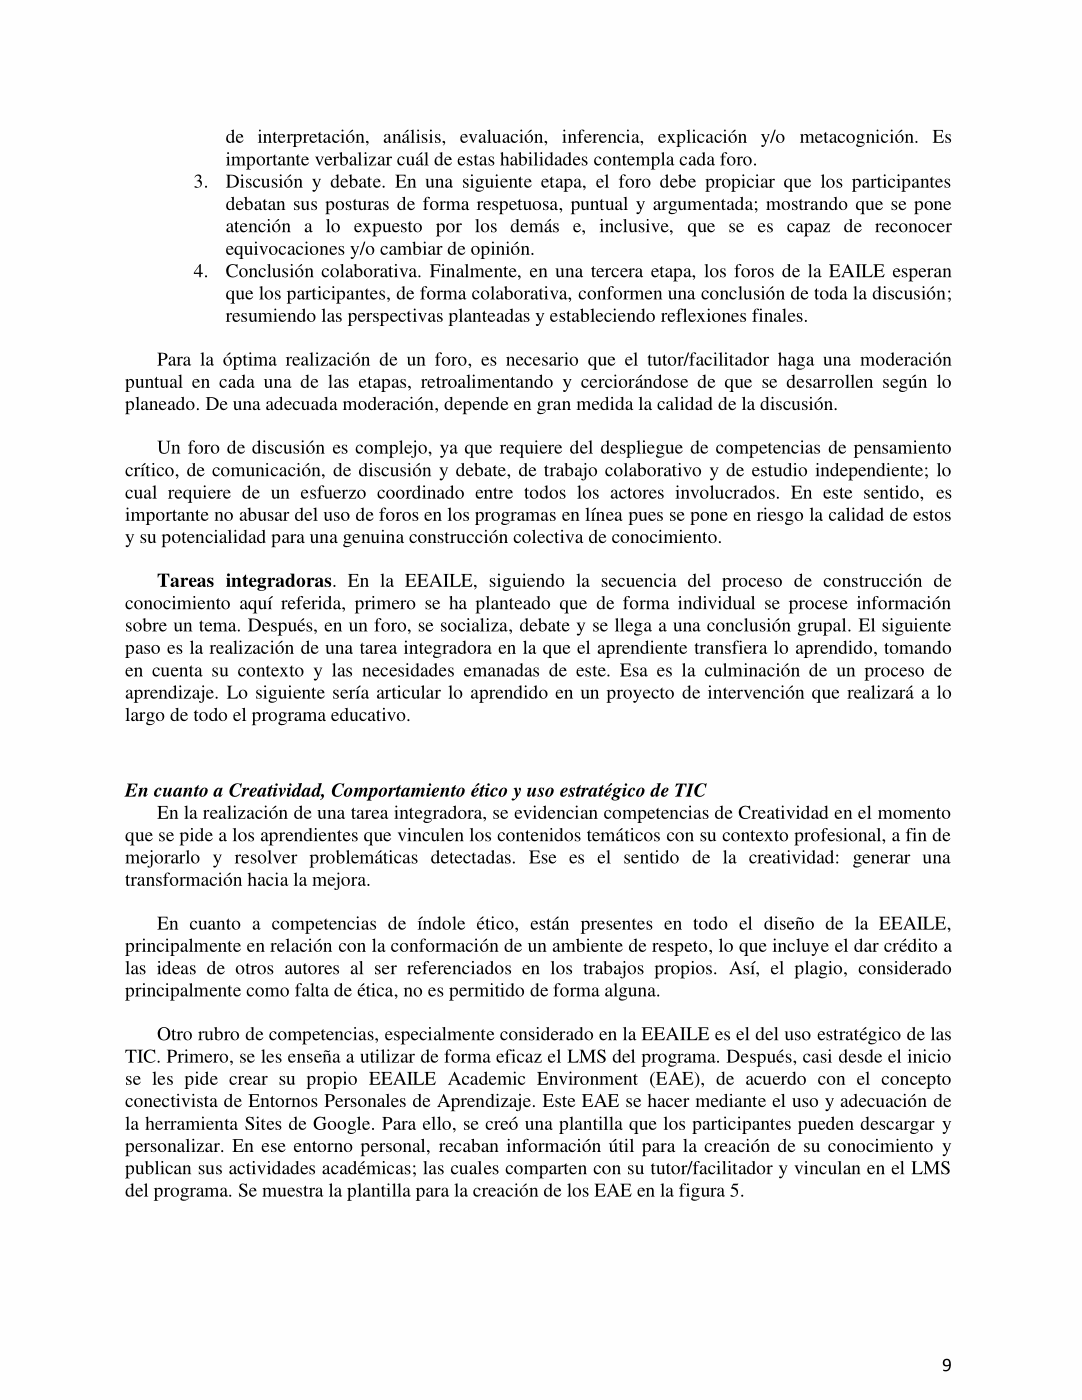 de interpretación, análisis, evaluación, inferencia, explicación y/o metacognición. Es
importante verbalizar cuál de estas habilidades contempla cada foro.
3. Discusión y debate. En una siguiente etapa, el foro debe propiciar que los participantes
debatan sus posturas de forma respetuosa, puntual y argumentada; mostrando que se pone
atención a lo expuesto por los demás e, inclusive, que se es capaz de reconocer
equivocaciones y/o cambiar de opinión.
4. Conclusión colaborativa. Finalmente, en una tercera etapa, los foros de la EAILE esperan
que los participantes, de forma colaborativa, conformen una conclusión de toda la discusión;
resumiendo las perspectivas planteadas y estableciendo reflexiones finales.
Para la óptima realización de un foro, es necesario que el tutor/facilitador haga una moderación
puntual en cada una de las etapas, retroalimentando y cerciorándose de que se desarrollen según lo
planeado. De una adecuada moderación, depende en gran medida la calidad de la discusión.
Un foro de discusión es complejo, ya que requiere del despliegue de competencias de pensamiento
crítico, de comunicación, de discusión y debate, de trabajo colaborativo y de estudio independiente; lo
cual requiere de un esfuerzo coordinado entre todos los actores involucrados. En este sentido, es
importante no abusar del uso de foros en los programas en línea pues se pone en riesgo la calidad de estos
y su potencialidad para una genuina construcción colectiva de conocimiento.
Tareas integradoras. En la EEAILE, siguiendo la secuencia del proceso de construcción de
conocimiento aquí referida, primero se ha planteado que de forma individual se procese información
sobre un tema. Después, en un foro, se socializa, debate y se llega a una conclusión grupal. El siguiente
paso es la realización de una tarea integradora en la que el aprendiente transfiera lo aprendido, tomando
en cuenta su contexto y las necesidades emanadas de este. Esa es la culminación de un proceso de
aprendizaje. Lo siguiente sería articular lo aprendido en un proyecto de intervención que realizará a lo
largo de todo el programa educativo.
En cuanto a Creatividad, Comportamiento ético y uso estratégico de TIC
En la realización de una tarea integradora, se evidencian competencias de Creatividad en el momento
que se pide a los aprendientes que vinculen los contenidos temáticos con su contexto profesional, a fin de
mejorarlo y resolver problemáticas detectadas. Ese es el sentido de la creatividad: generar una
transformación hacia la mejora.
En cuanto a competencias de índole ético, están presentes en todo el diseño de la EEAILE,
principalmente en relación con la conformación de un ambiente de respeto, lo que incluye el dar crédito a
las ideas de otros autores al ser referenciados en los trabajos propios. Así, el plagio, considerado
principalmente como falta de ética, no es permitido de forma alguna.
Otro rubro de competencias, especialmente considerado en la EEAILE es el del uso estratégico de las
TIC. Primero, se les enseña a utilizar de forma eficaz el LMS del programa. Después, casi desde el inicio
se les pide crear su propio EEAILE Academic Environment (EAE), de acuerdo con el concepto
conectivista de Entornos Personales de Aprendizaje. Este EAE se hacer mediante el uso y adecuación de
la herramienta Sites de Google. Para ello, se creó una plantilla que los participantes pueden descargar y
personalizar. En ese entorno personal, recaban información útil para la creación de su conocimiento y
publican sus actividades académicas; las cuales comparten con su tutor/facilitador y vinculan en el LMS
del programa. Se muestra la plantilla para la creación de los EAE en la figura 5.
9